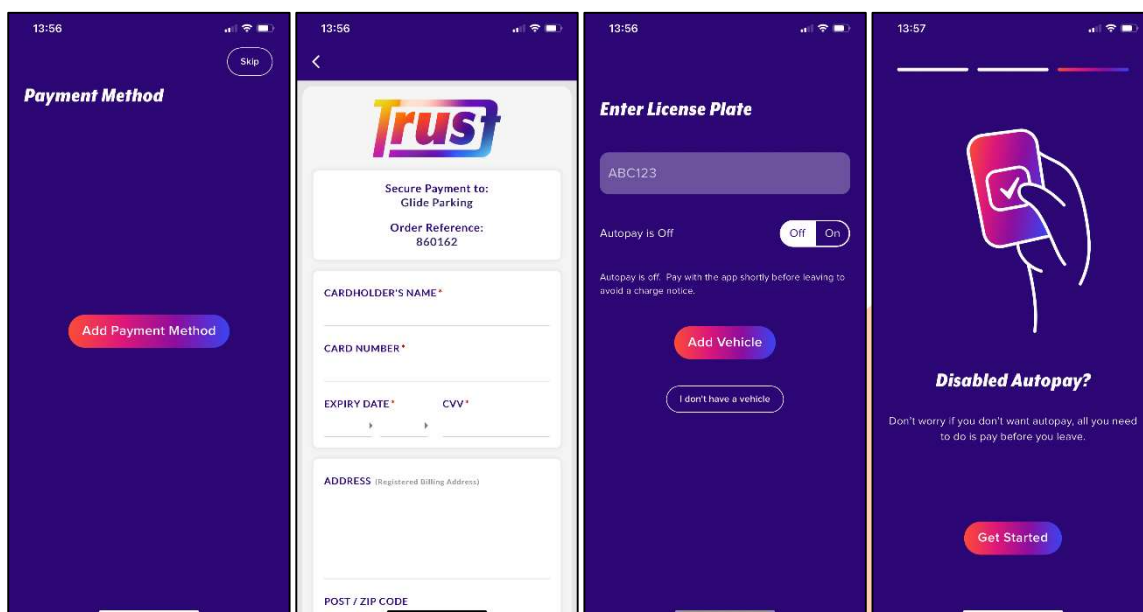 13:56
Skip
Payment Method
Add Payment Method
13:56
Trust
Secure Payment to:
Glide Parking
Order Reference:
860162
CARDHOLDER'S NAME*
CARD NUMBER*
EXPIRY DATE* CVV*
ADDRESS (Registered Billing Address)
POST / ZIP CODE
13:56
Enter License Plate
ABC123
Autopay is Off Off On
Autopay is off. Pay with the app shortly before leaving to
avoid a charge notice.
Add Vehicle
I don't have a vehicle
13:57
Disabled Autopay?
Don't worry if you don't want autopay, all you need
to do is pay before you leave.
Get Started